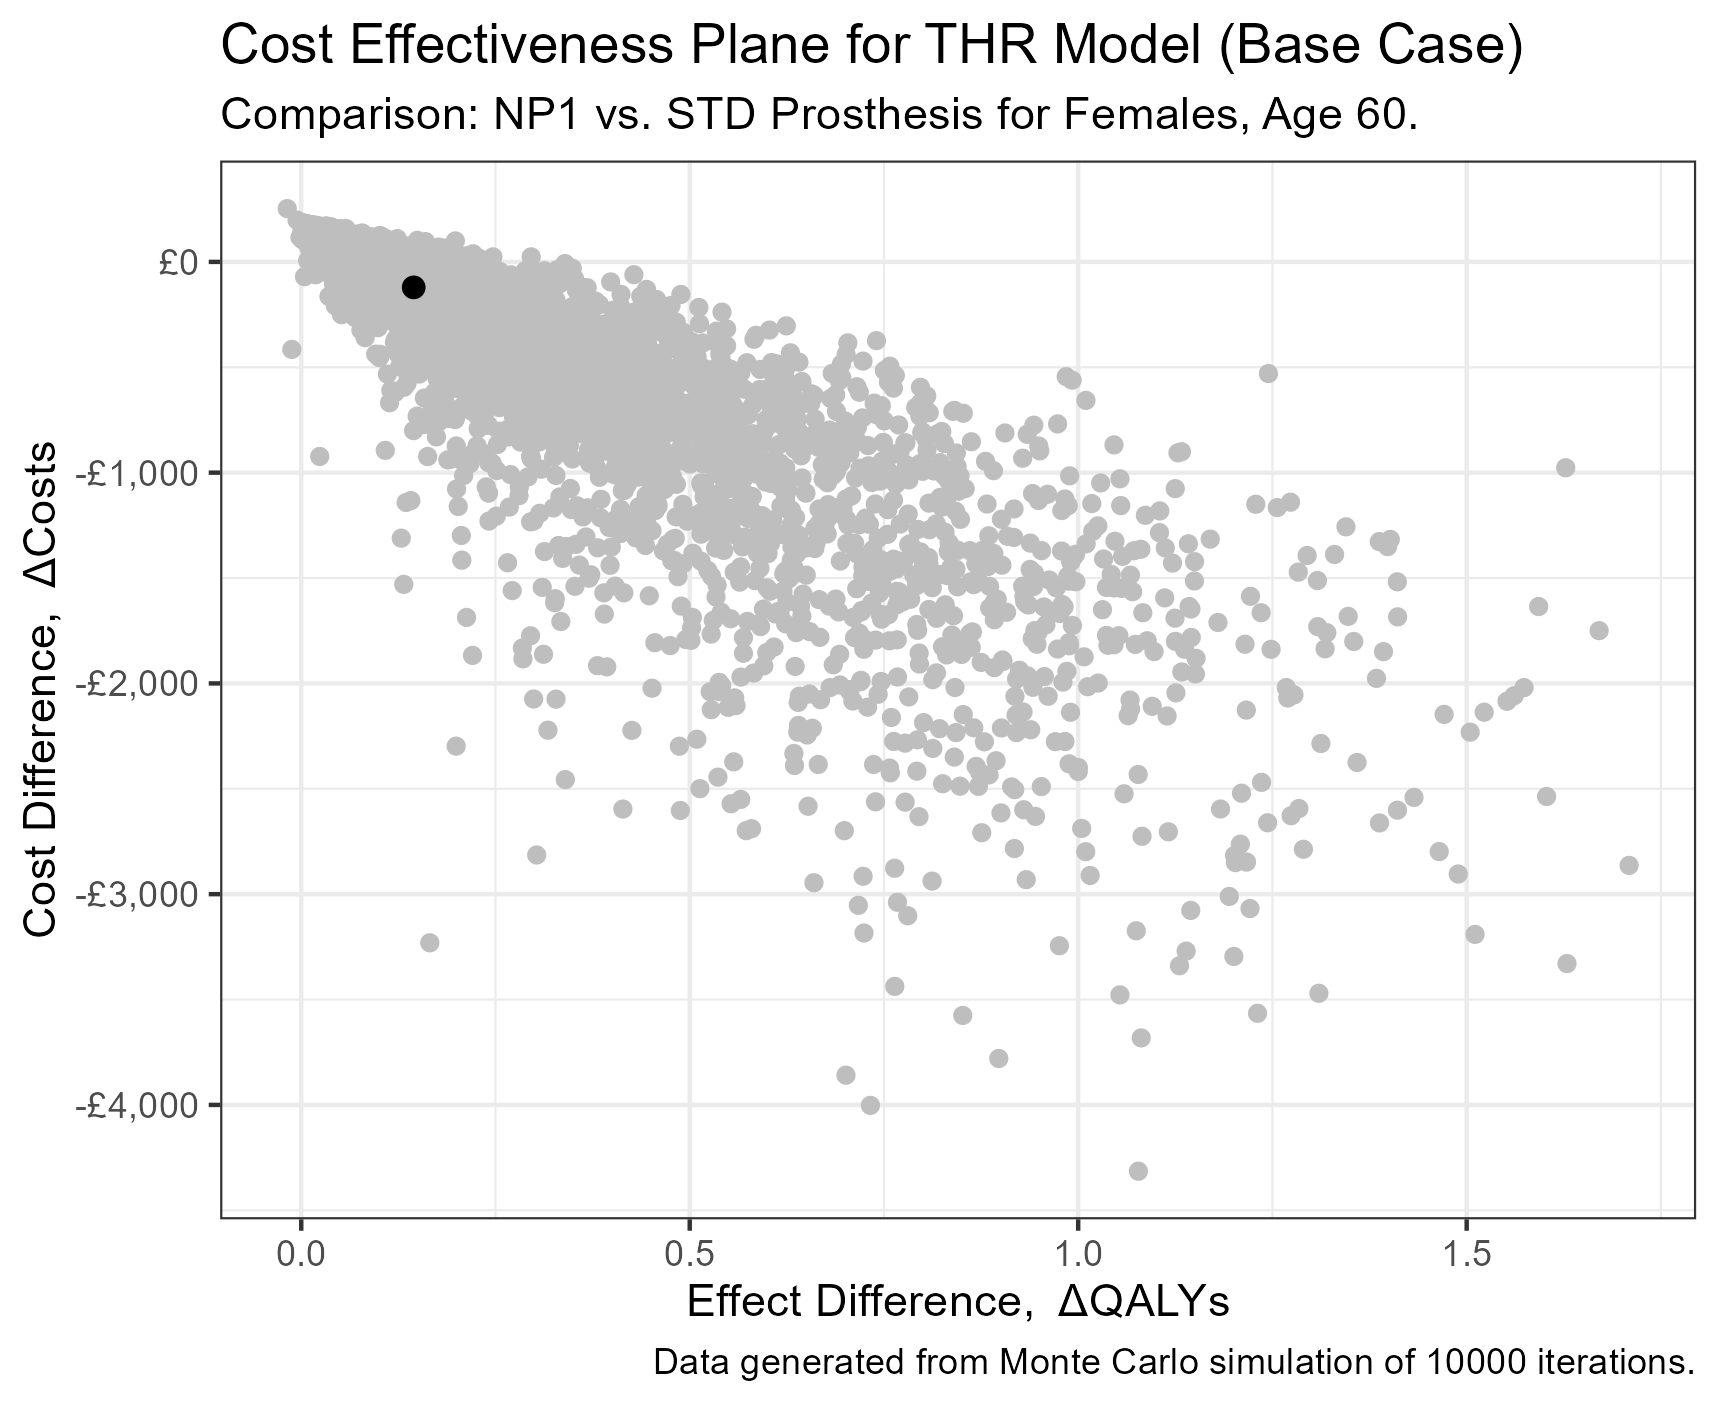 Cost Effectiveness Plane for THR Model (Base Case)
Comparison: NP1 vs. STD Prosthesis for Females, Age 60.
Cost Difference, ΔCosts
£0
-£1,000
-£2,000
-£3,000
-£4,000
0.0
0.5
1.0
1.5
Effect Difference, ΔQALYs
Data generated from Monte Carlo simulation of 10000 iterations.